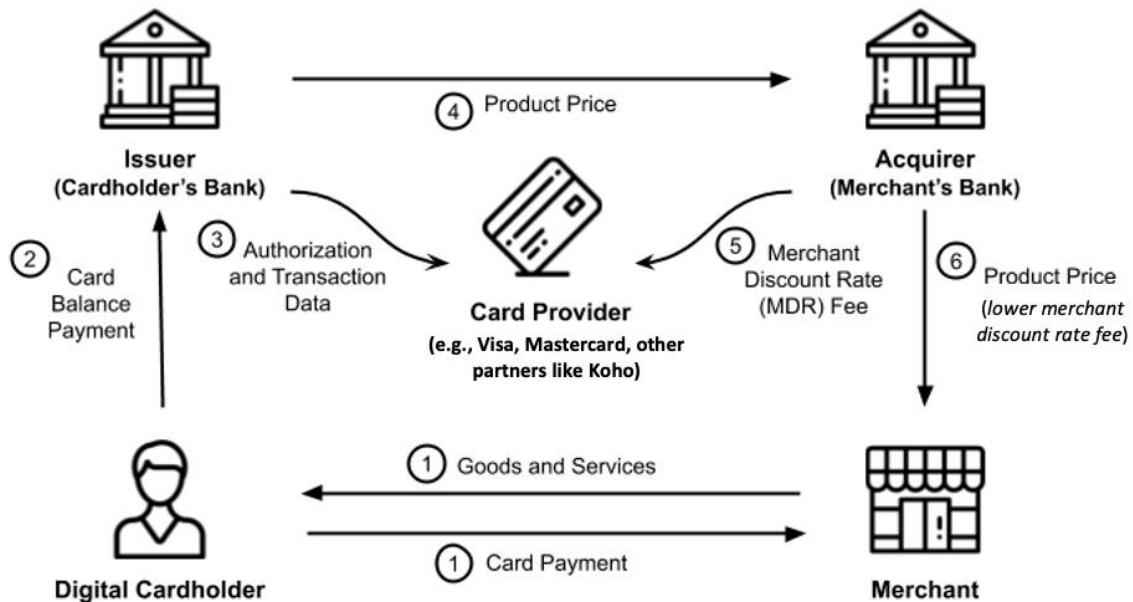 4
Product Price
Issuer
(Cardholder's Bank)
Acquirer
(Merchant's Bank)
2
Card
Balance
Payment
3
Authorization
and Transaction
Data
Card Provider
(e.g., Visa, Mastercard, other
partners like Koho)
5
Merchant
Discount Rate
(MDR) Fee
6
Product Price
(lower merchant
discount rate fee)
1
Goods and Services
1
Card Payment
Digital Cardholder
Merchant